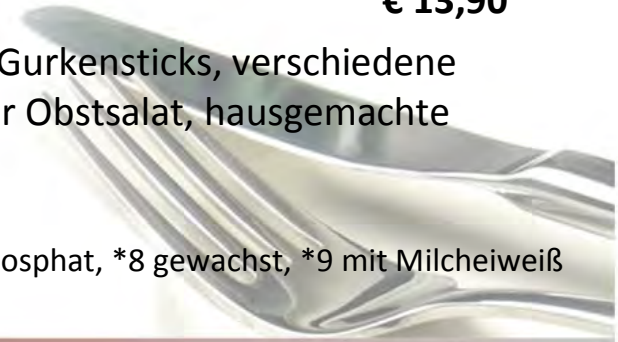 € 13,90
Gurkensticks, verschiedene
r Obstsalat, hausgemachte
osphat, *8 gewachst, *9 mit Milcheiweiß